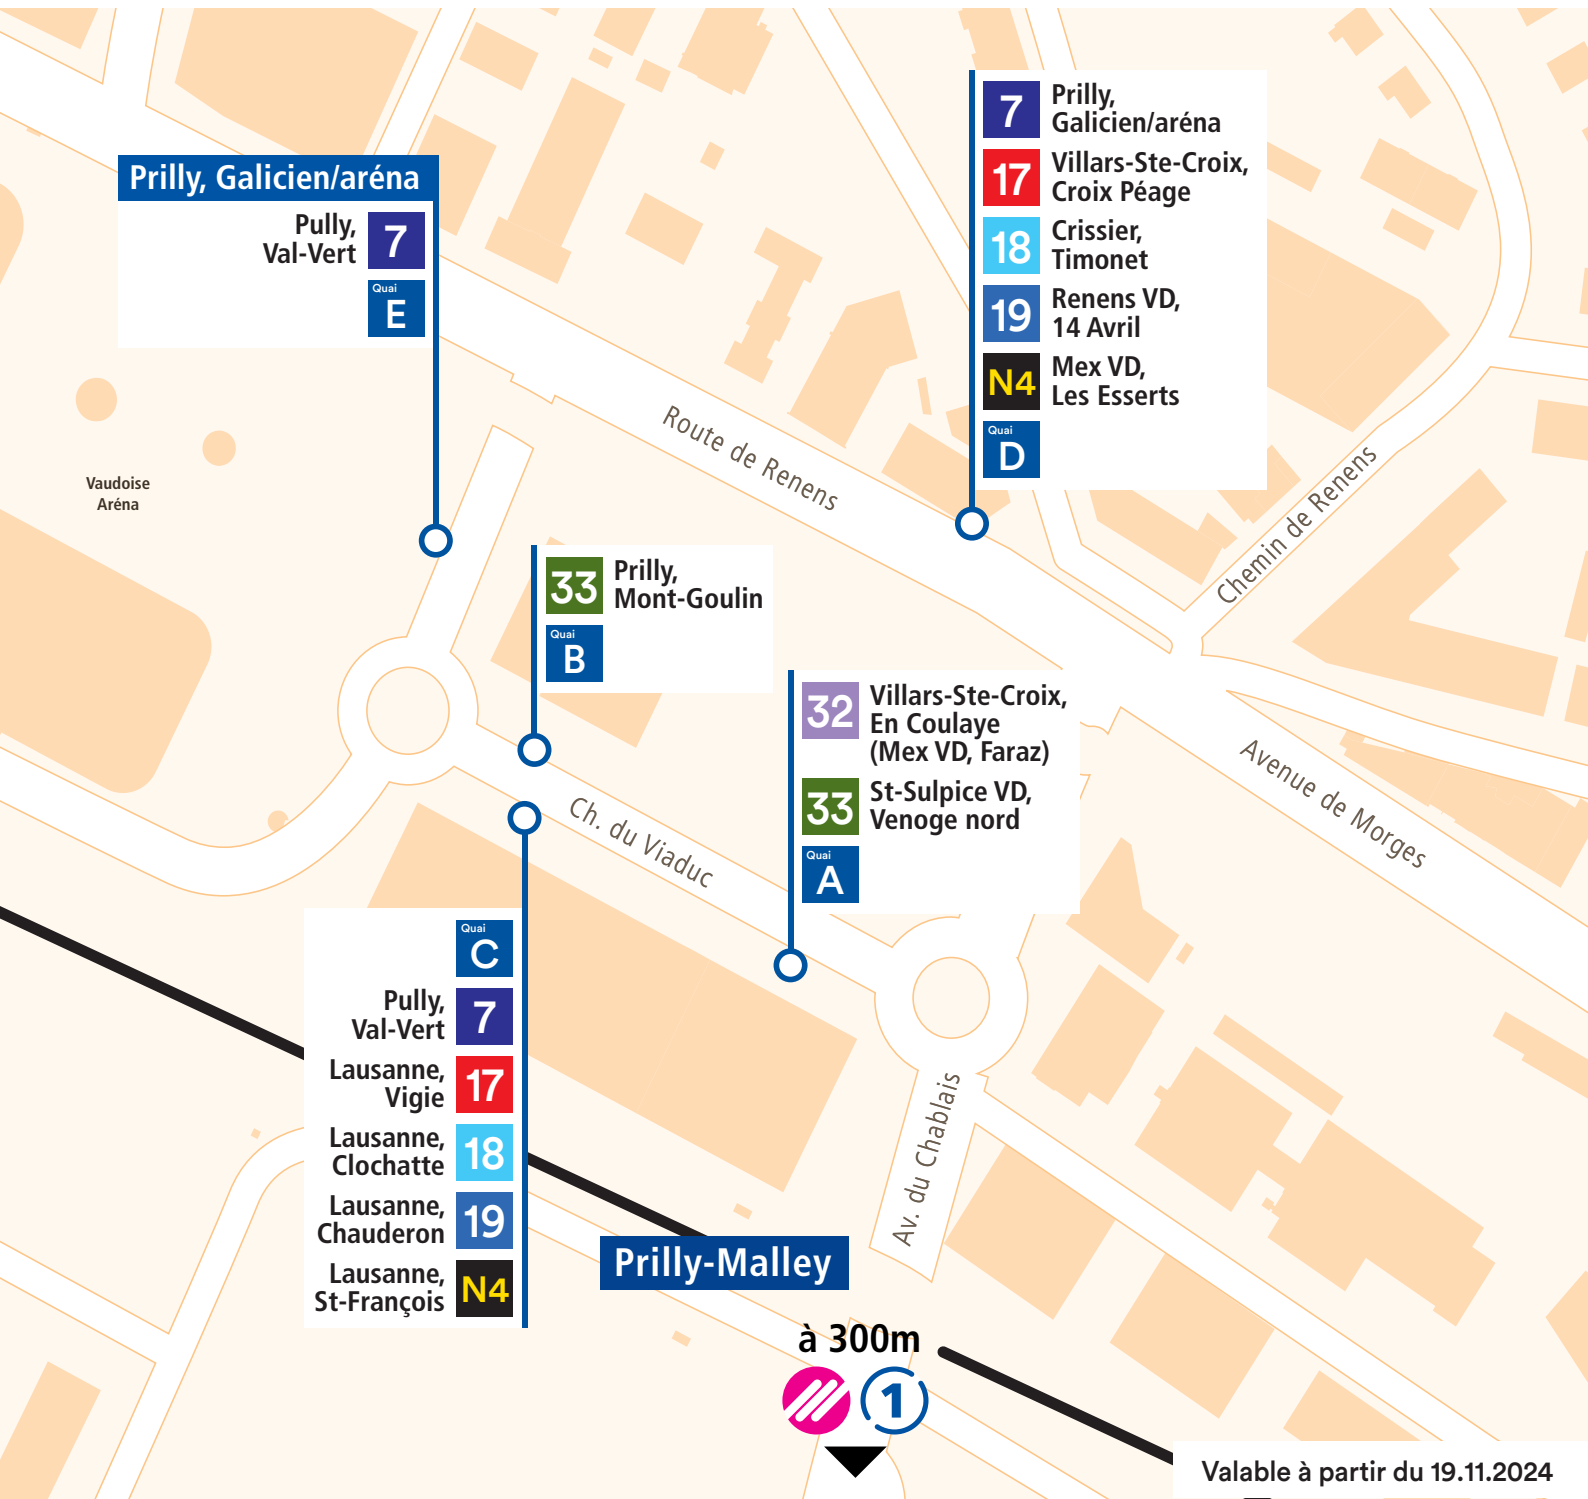 7
Prilly,
Galicien/aréna
17
Villars-Ste-Croix,
Croix Péage
18
Crissier,
Timonet
19
Renens VD,
14 Avril
N4
Mex VD,
Les Esserts
Quai
D
Prilly, Galicien/aréna
Pully,
Val-Vert
7
Quai
E
Route de Renens
Chemin de Renens
Vaudoise
Aréna
33
Prilly,
Mont-Goulin
Quai
B
32
Villars-Ste-Croix,
En Coulaye
(Mex VD, Faraz)
33
St-Sulpice VD,
Venoge nord
Quai
A
Avenue de Morges
Ch. du Viaduc
Quai
C
Pully,
Val-Vert
7
Lausanne,
Vigie
17
Lausanne,
Clochatte
18
Lausanne,
Chauderon
19
Lausanne,
St-François
N4
Av. du Chablais
Prilly-Malley
à 300m
1
Valable à partir du 19.11.2024